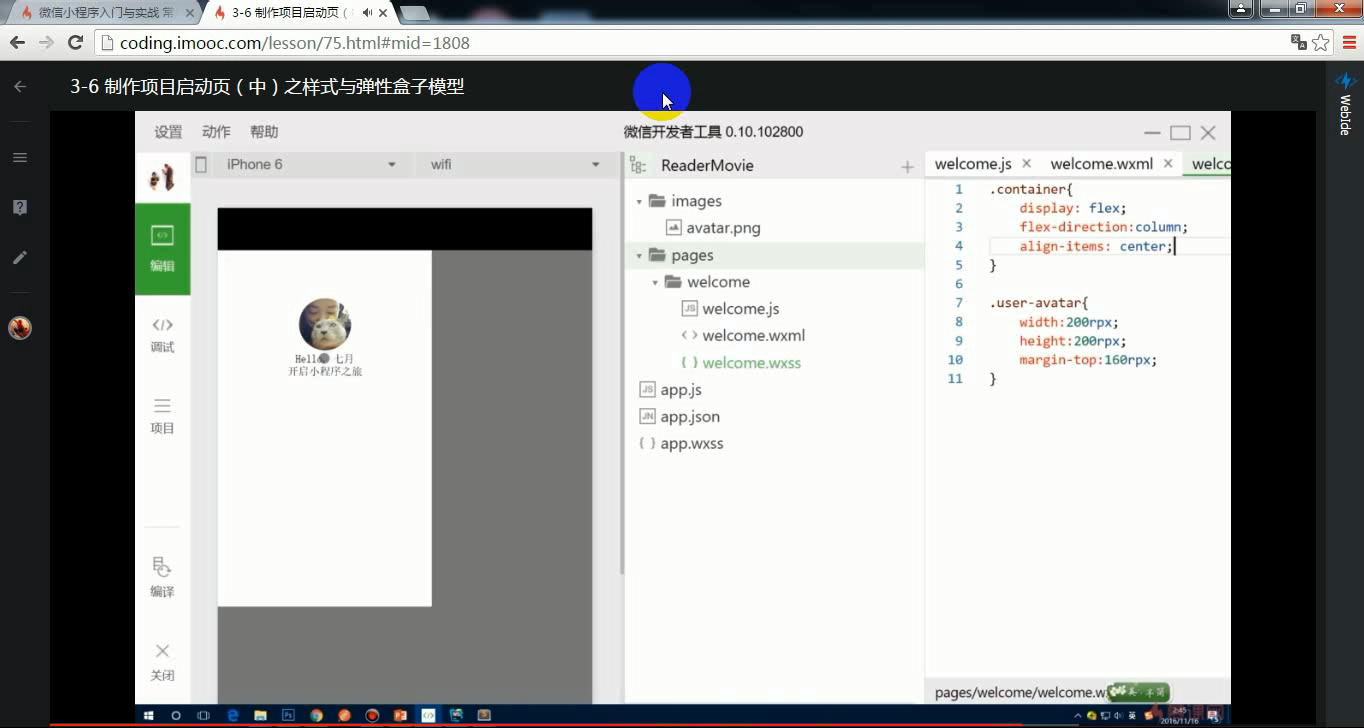 微信小程序入门与实战 常
3-6 制作项目启动页（
coding.imooc.com/lesson/75.html#mid=1808
3-6 制作项目启动页（中）之样式与弹性盒子模型
WebIde
设置 动作 帮助
微信开发者工具 0.10.102800
iPhone 6
wifi
编辑
调试
项目
编译
关闭
七月
开启小程序之旅
ReaderMovie
images
avatar.png
pages
welcome
welcome.js
welcome.wxml
welcome.wxss
app.js
app.json
app.wxss
welcome.js
welcome.wxml
welco
1 .container{
2 display: flex;
3 flex-direction:column;
4 align-items: center;
5 }
6
7 .user-avatar{
8 width:200rpx;
9 height:200rpx;
10 margin-top:160rpx;
11 }
pages/welcome/welcome.w
英
2:45
2016/11/16